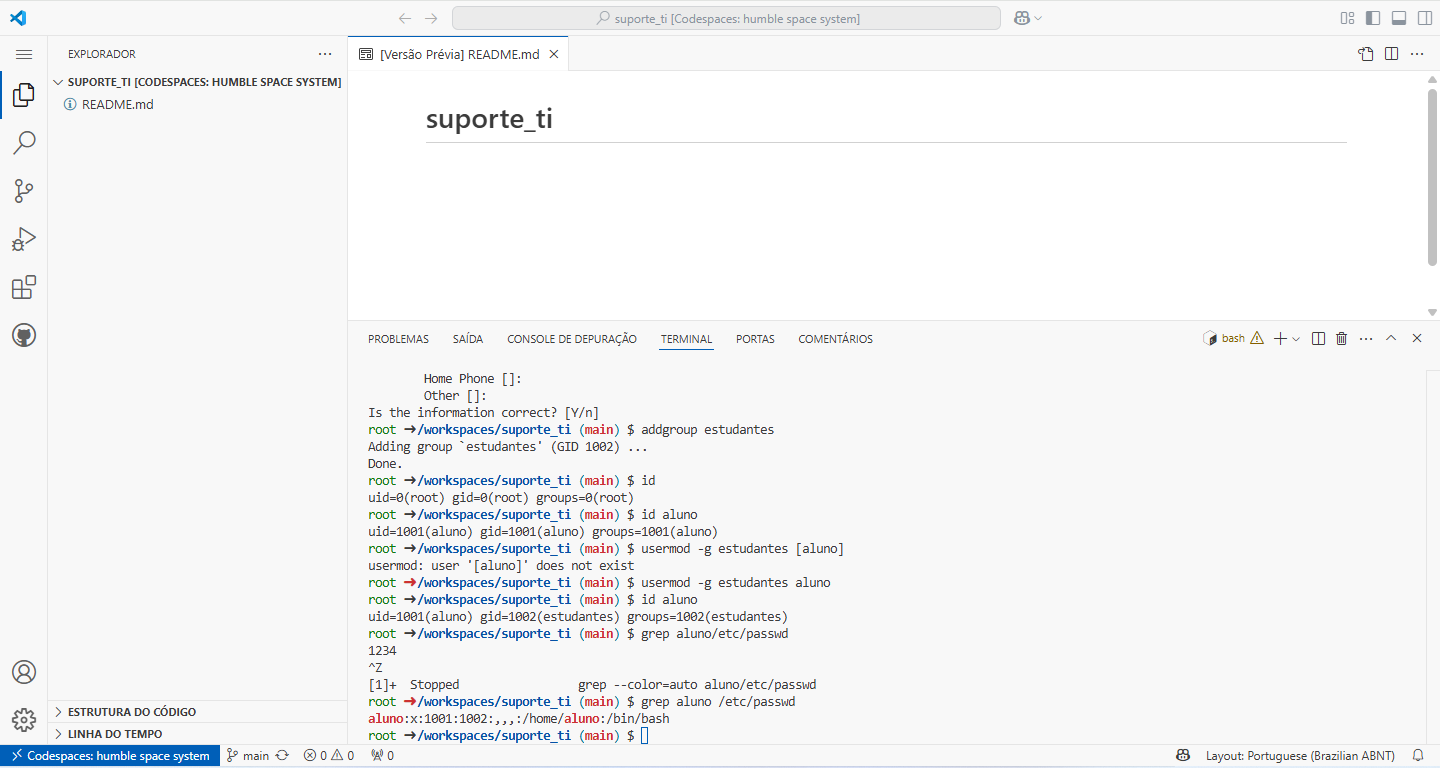 suporte_ti [Codespaces: humble space system]
EXPLORADOR
SUPORTE_TI [CODESPACES: HUMBLE SPACE SYSTEM]
README.md
ESTRUTURA DO CÓDIGO
LINHA DO TEMPO
[Versão Prévia] README.md
suporte_ti
PROBLEMAS SAÍDA CONSOLE DE DEPURAÇÃO TERMINAL PORTAS COMENTÁRIOS
bash
Home Phone []:
Other []:
Is the information correct? [Y/n]
root ➜/workspaces/suporte_ti (main) $ addgroup estudantes
Adding group `estudantes' (GID 1002) ...
Done.
root ➜/workspaces/suporte_ti (main) $ id
uid=0(root) gid=0(root) groups=0(root)
root ➜/workspaces/suporte_ti (main) $ id aluno
uid=1001(aluno) gid=1001(aluno) groups=1001(aluno)
root ➜/workspaces/suporte_ti (main) $ usermod -g estudantes [aluno]
usermod: user '[aluno]' does not exist
root ➜/workspaces/suporte_ti (main) $ usermod -g estudantes aluno
root ➜/workspaces/suporte_ti (main) $ id aluno
uid=1001(aluno) gid=1002(estudantes) groups=1002(estudantes)
root ➜/workspaces/suporte_ti (main) $ grep aluno/etc/passwd
1234
^Z
[1]+  Stopped                 grep --color=auto aluno/etc/passwd
root ➜/workspaces/suporte_ti (main) $ grep aluno /etc/passwd
aluno:x:1001:1002:,,,:/home/aluno:/bin/bash
root ➜/workspaces/suporte_ti (main) $
Codespaces: humble space system main 0 0 0 Layout: Portuguese (Brazilian ABNT)